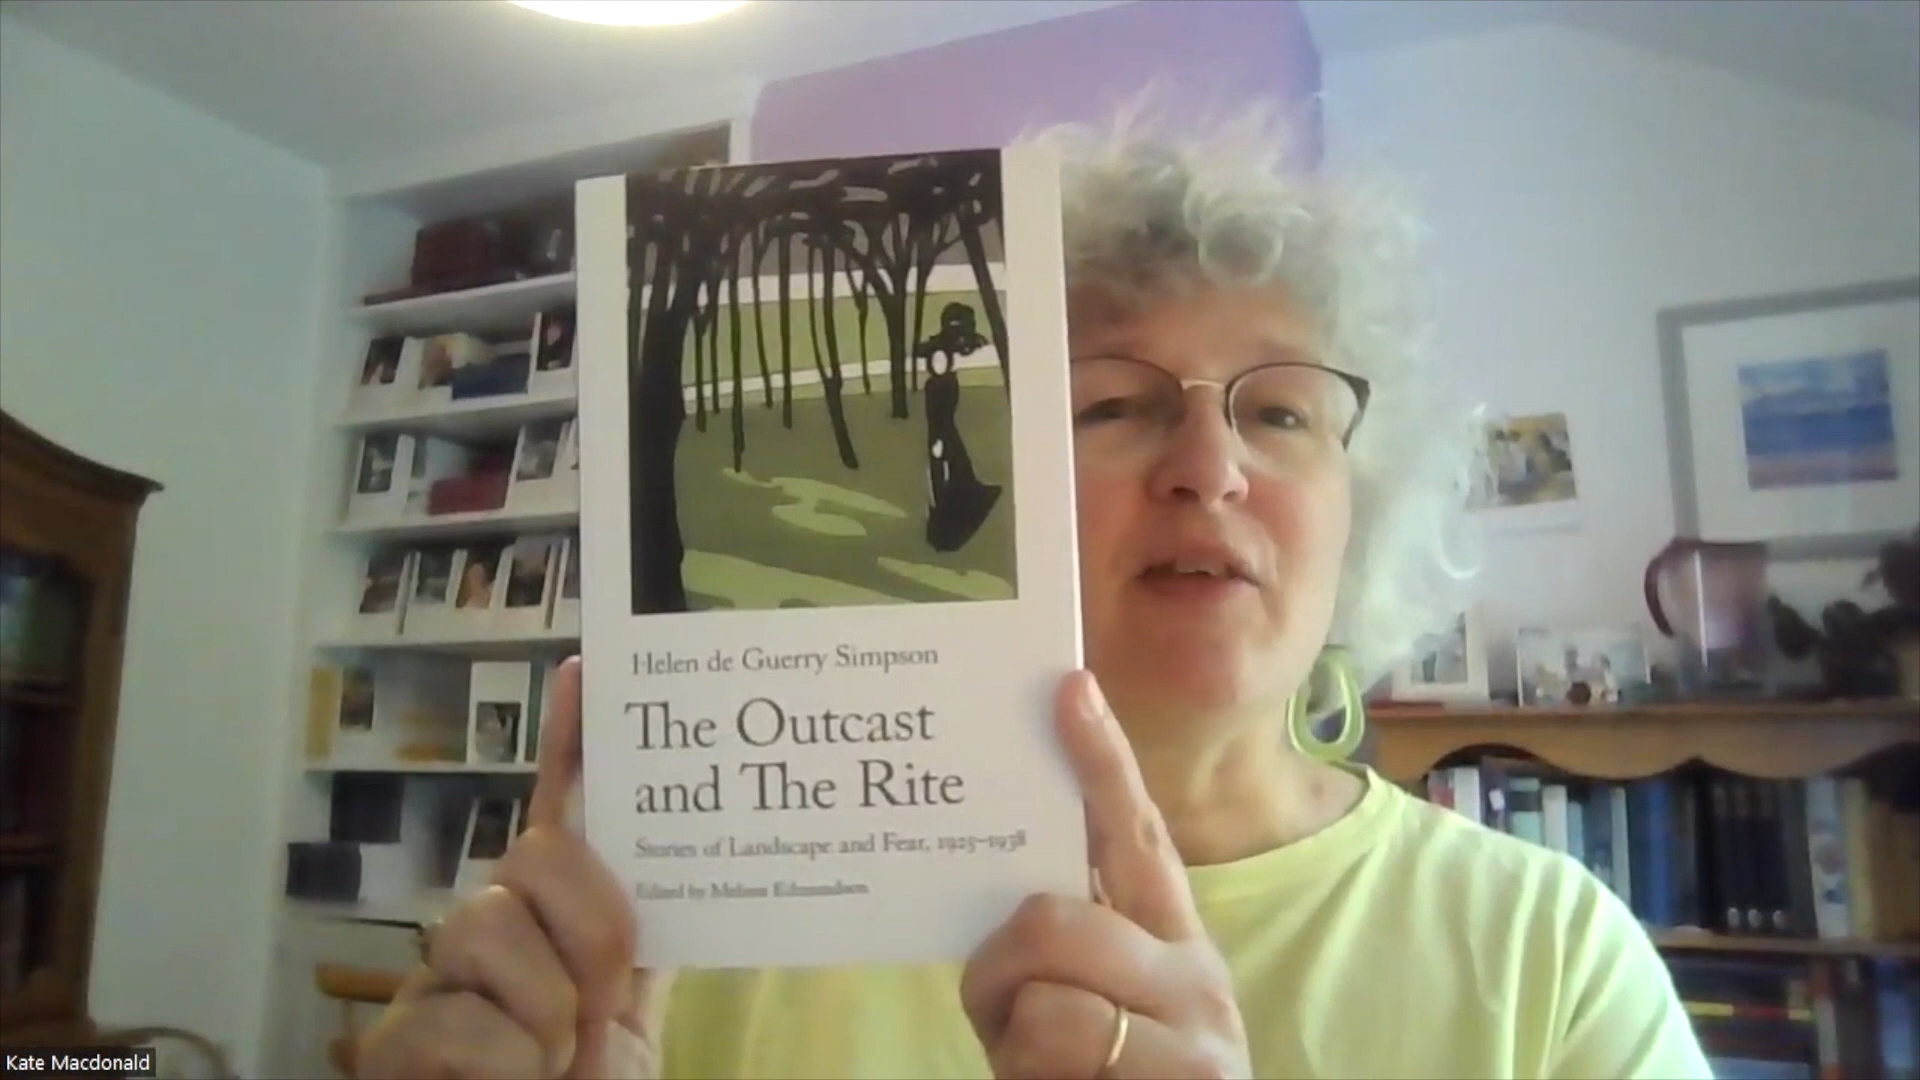 Helen de Guerry Simpson
The Outcast
and The Rite
Stories of Landscape and Fear, 1925–1938
Edited by Melissa Edmundson
Kate Macdonald